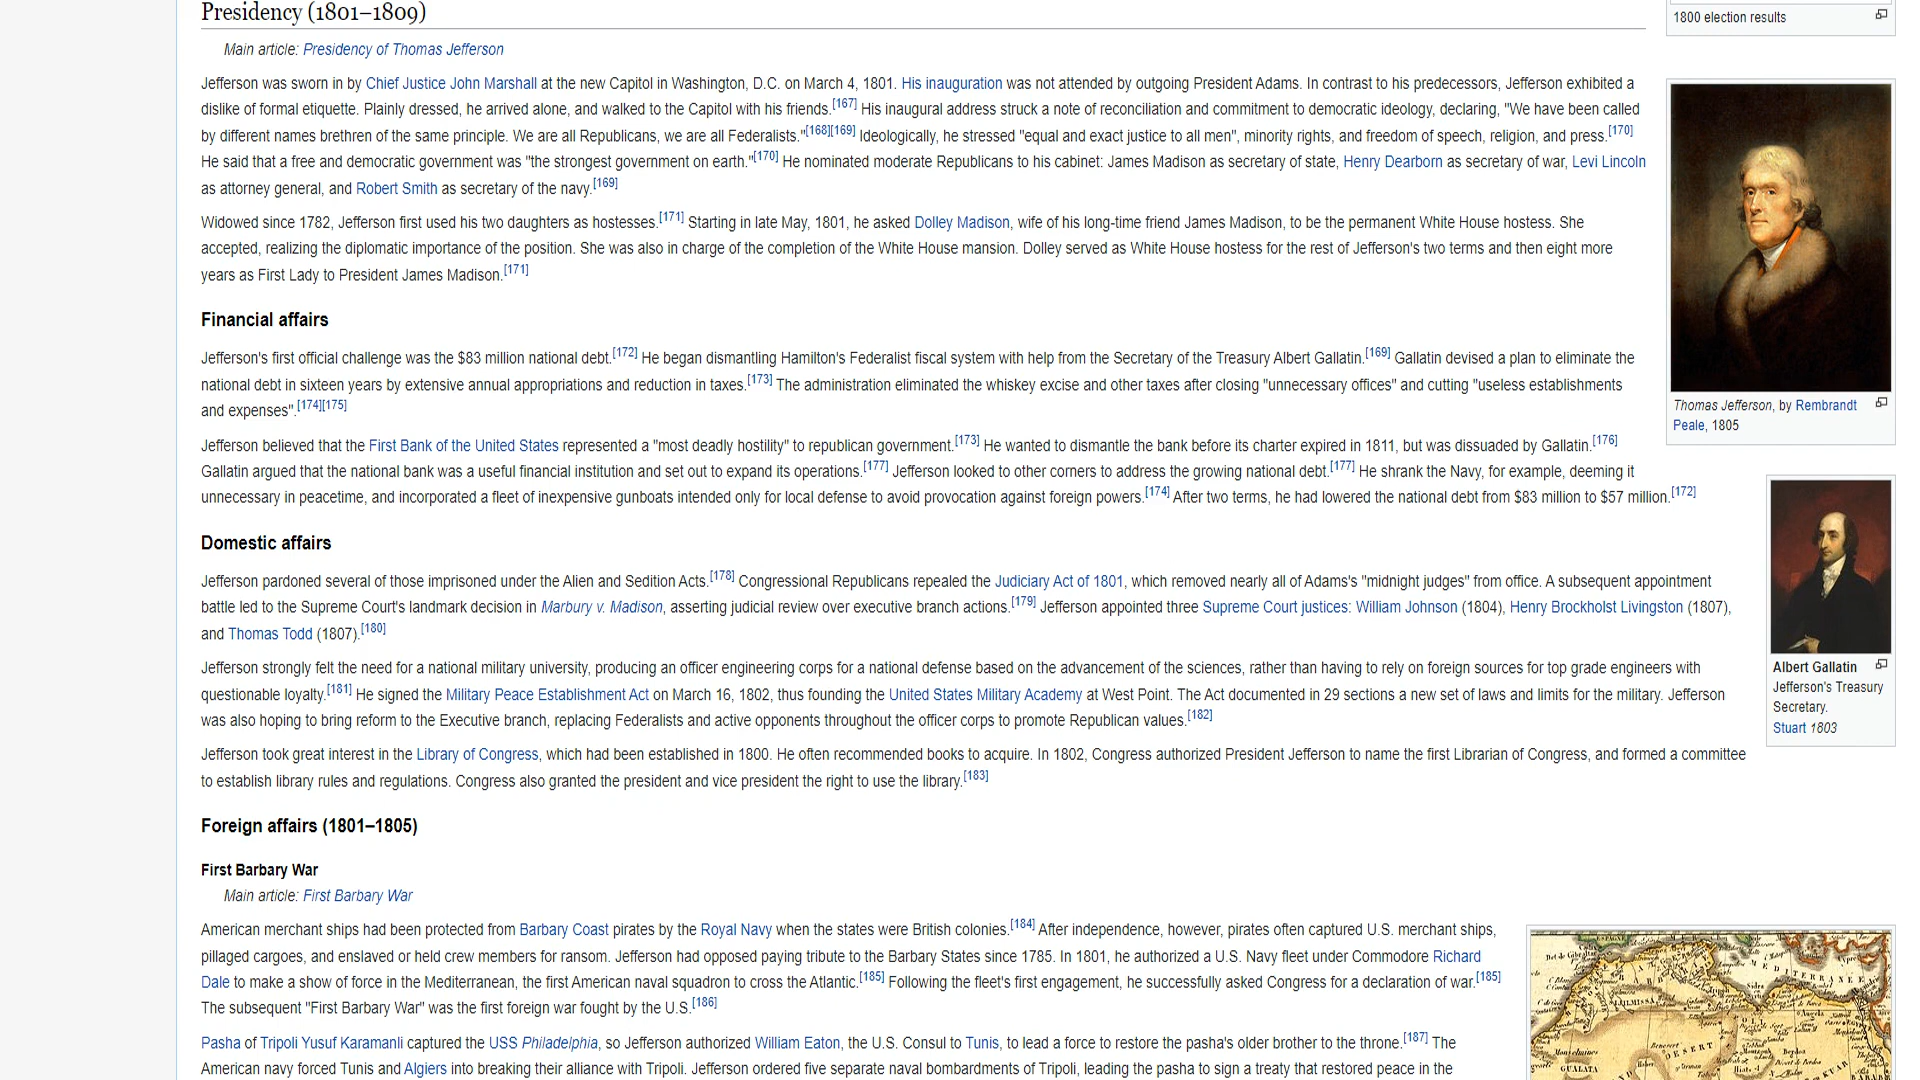 Presidency (1801–1809)
Main article: Presidency of Thomas Jefferson
Jefferson was sworn in by Chief Justice John Marshall at the new Capitol in Washington, D.C. on March 4, 1801. His inauguration was not attended by outgoing President Adams. In contrast to his predecessors, Jefferson exhibited a
dislike of formal etiquette. Plainly dressed, he arrived alone, and walked to the Capitol with his friends.[167] His inaugural address struck a note of reconciliation and commitment to democratic ideology, declaring, "We have been called
by different names brethren of the same principle. We are all Republicans, we are all Federalists."[168][169] Ideologically, he stressed "equal and exact justice to all men", minority rights, and freedom of speech, religion, and press.[170]
He said that a free and democratic government was "the strongest government on earth."[170] He nominated moderate Republicans to his cabinet: James Madison as secretary of state, Henry Dearborn as secretary of war, Levi Lincoln
as attorney general, and Robert Smith as secretary of the navy.[169]
Widowed since 1782, Jefferson first used his two daughters as hostesses.[171] Starting in late May, 1801, he asked Dolley Madison, wife of his long-time friend James Madison, to be the permanent White House hostess. She
accepted, realizing the diplomatic importance of the position. She was also in charge of the completion of the White House mansion. Dolley served as White House hostess for the rest of Jefferson's two terms and then eight more
years as First Lady to President James Madison.[171]
Financial affairs
Jefferson's first official challenge was the $83 million national debt.[172] He began dismantling Hamilton's Federalist fiscal system with help from the Secretary of the Treasury Albert Gallatin.[169] Gallatin devised a plan to eliminate the
national debt in sixteen years by extensive annual appropriations and reduction in taxes.[173] The administration eliminated the whiskey excise and other taxes after closing "unnecessary offices" and cutting "useless establishments
and expenses".[174][175]
Jefferson believed that the First Bank of the United States represented a "most deadly hostility" to republican government.[173] He wanted to dismantle the bank before its charter expired in 1811, but was dissuaded by Gallatin.[176]
Gallatin argued that the national bank was a useful financial institution and set out to expand its operations.[177] Jefferson looked to other corners to address the growing national debt.[177] He shrank the Navy, for example, deeming it
unnecessary in peacetime, and incorporated a fleet of inexpensive gunboats intended only for local defense to avoid provocation against foreign powers.[174] After two terms, he had lowered the national debt from $83 million to $57 million.[172]
Domestic affairs
Jefferson pardoned several of those imprisoned under the Alien and Sedition Acts.[178] Congressional Republicans repealed the Judiciary Act of 1801, which removed nearly all of Adams's "midnight judges" from office. A subsequent appointment
battle led to the Supreme Court's landmark decision in Marbury v. Madison, asserting judicial review over executive branch actions.[179] Jefferson appointed three Supreme Court justices: William Johnson (1804), Henry Brockholst Livingston (1807),
and Thomas Todd (1807).[180]
Jefferson strongly felt the need for a national military university, producing an officer engineering corps for a national defense based on the advancement of the sciences, rather than having to rely on foreign sources for top grade engineers with
questionable loyalty.[181] He signed the Military Peace Establishment Act on March 16, 1802, thus founding the United States Military Academy at West Point. The Act documented in 29 sections a new set of laws and limits for the military. Jefferson
was also hoping to bring reform to the Executive branch, replacing Federalists and active opponents throughout the officer corps to promote Republican values.[182]
Jefferson took great interest in the Library of Congress, which had been established in 1800. He often recommended books to acquire. In 1802, Congress authorized President Jefferson to name the first Librarian of Congress, and formed a committee
to establish library rules and regulations. Congress also granted the president and vice president the right to use the library.[183]
Foreign affairs (1801–1805)
First Barbary War
Main article: First Barbary War
American merchant ships had been protected from Barbary Coast pirates by the Royal Navy when the states were British colonies.[184] After independence, however, pirates often captured U.S. merchant ships,
pillaged cargoes, and enslaved or held crew members for ransom. Jefferson had opposed paying tribute to the Barbary States since 1785. In 1801, he authorized a U.S. Navy fleet under Commodore Richard
Dale to make a show of force in the Mediterranean, the first American naval squadron to cross the Atlantic.[185] Following the fleet's first engagement, he successfully asked Congress for a declaration of war.[185]
The subsequent "First Barbary War" was the first foreign war fought by the U.S.[186]
Pasha of Tripoli Yusuf Karamanli captured the USS Philadelphia, so Jefferson authorized William Eaton, the U.S. Consul to Tunis, to lead a force to restore the pasha's older brother to the throne.[187] The
American navy forced Tunis and Algiers into breaking their alliance with Tripoli. Jefferson ordered five separate naval bombardments of Tripoli, leading the pasha to sign a treaty that restored peace in the
1800 election results
Thomas Jefferson, by Rembrandt
Peale, 1805
Albert Gallatin
Jefferson's Treasury
Secretary.
Stuart 1803
MEDITERRANEE
DESERT
GUALATA